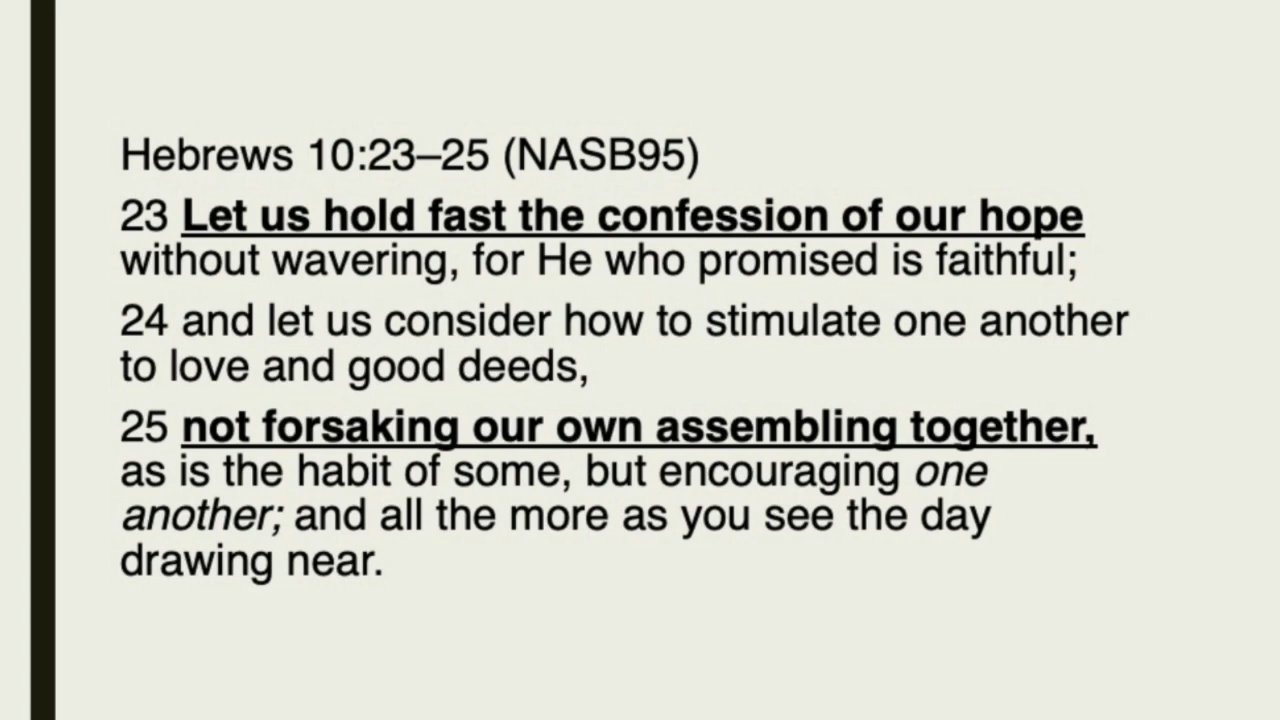 Hebrews 10:23–25 (NASB95)
23 Let us hold fast the confession of our hope
without wavering, for He who promised is faithful;
24 and let us consider how to stimulate one another
to love and good deeds,
25 not forsaking our own assembling together,
as is the habit of some, but encouraging one
another; and all the more as you see the day
drawing near.